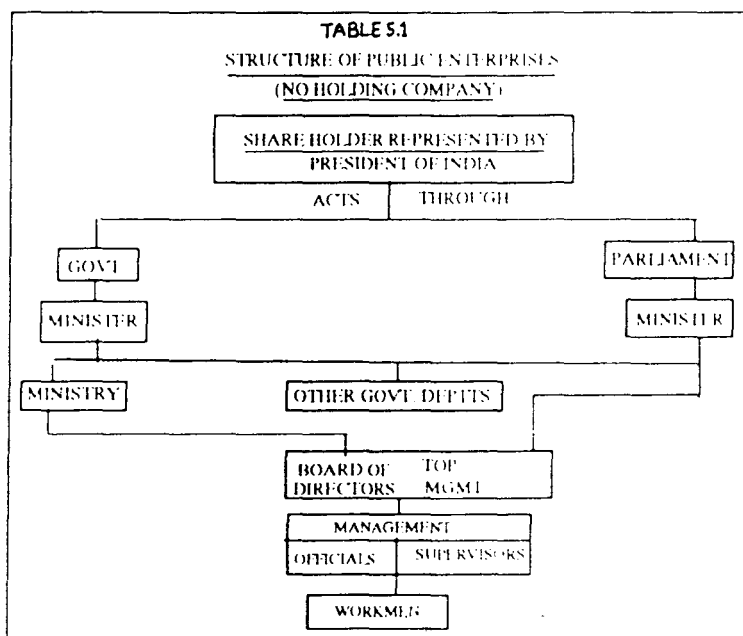 TABLE 5.1
STRUCTURE OF PUBLIC ENTERPRISES
(NO HOLDING COMPANY)
SHARE HOLDER REPRESENTED BY
PRESIDENT OF INDIA
ACTS THROUGH
GOVT. PARLIAMENT
MINISTER MINISTER
MINISTRY OTHER GOVT. DEPTTS
BOARD OF TOP
DIRECTORS MGMT
MANAGEMENT
OFFICIALS SUPERVISORS
WORKMEN